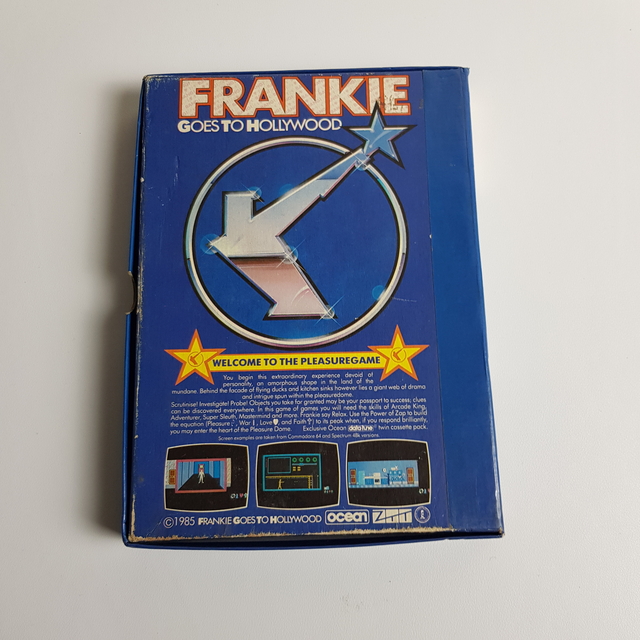 FRANKIE
GOES TO HOLLYWOOD
WELCOME TO THE PLEASUREGAME
You begin this extraordinary experience devoid of
personality, an amorphous shape in the land of the
mundane. Behind the facade of flying ducks and kitchen sinks however lies a giant web of drama
and intrigue spun within the pleasuredome.
Scrutinise! Investigate! Probe! Objects you take for granted may be your passport to success; clues
can be discovered everywhere. In this game of games you will need the skills of Arcade King,
Adventurer, Super Sleuth, Mastermind and more. Frankie say Relax. Use the Power of Zap to build
the equation (Pleasure, War, Love, and Faith) to its peak when, if you respond brilliantly,
you may enter the heart of the Pleasure Dome. Exclusive Ocean datatune twin cassette pack.
Screen examples are taken from Commodore 64 and Spectrum 48k versions.
©1985 FRANKIE GOES TO HOLLYWOOD ocean ZTT